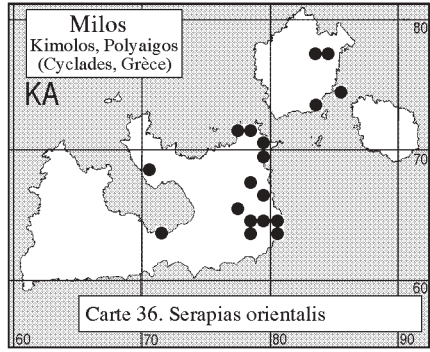 Milos
Kimolos, Polyaigos
(Cyclades, Grèce)
80
KA
70
60
Carte 36. Serapias orientalis
60 70 80 90